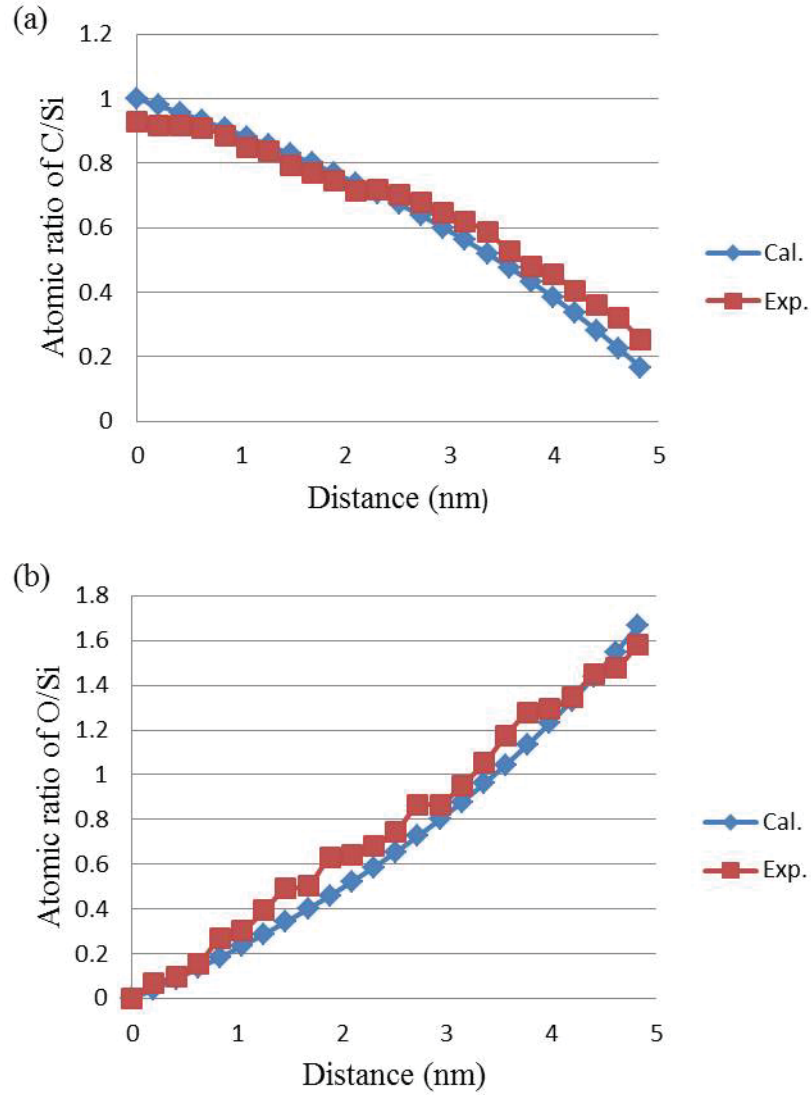 (a)
1.2
1
0.8
0.6
0.4
0.2
0
Atomic ratio of C/Si
0 1 2 3 4 5
Distance (nm)
Cal.
Exp.
(b)
1.8
1.6
1.4
1.2
1
0.8
0.6
0.4
0.2
0
Atomic ratio of O/Si
0 1 2 3 4 5
Distance (nm)
Cal.
Exp.